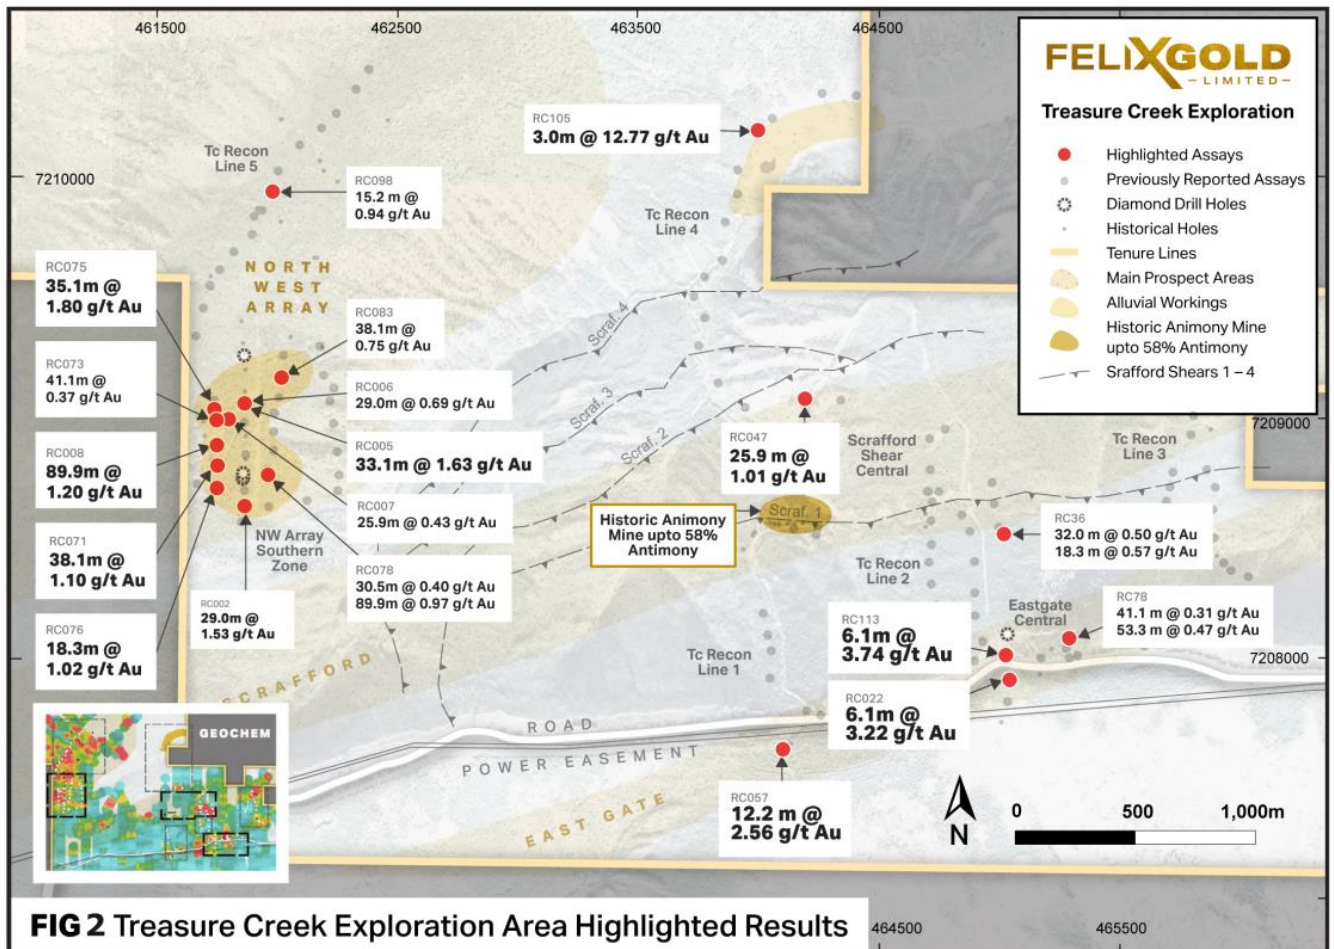 461500
462500
463500
464500
FELIXGOLD
– LIMITED –
Treasure Creek Exploration
Highlighted Assays
Previously Reported Assays
Diamond Drill Holes
Historical Holes
Tenure Lines
Main Prospect Areas
Alluvial Workings
Historic Animony Mine
upto 58% Antimony
Srafford Shears 1 – 4
RC105
3.0m @ 12.77 g/t Au
Tc Recon
Line 5
7210000
RC098
15.2 m @
0.94 g/t Au
Tc Recon
Line 4
RC075
35.1m @
1.80 g/t Au
NORTH
WEST
ARRAY
RC083
38.1m @
0.75 g/t Au
Scraf. 4
RC073
41.1m @
0.37 g/t Au
RC006
29.0m @ 0.69 g/t Au
Scraf. 3
Scraf. 2
7209000
RC008
89.9m @
1.20 g/t Au
RC005
33.1m @ 1.63 g/t Au
RC047
25.9 m @
1.01 g/t Au
Scrafford
Shear
Central
Tc Recon
Line 3
RC007
25.9m @ 0.43 g/t Au
Historic Animony
Mine upto 58%
Antimony
Scraf. 1
RC36
32.0 m @ 0.50 g/t Au
18.3 m @ 0.57 g/t Au
RC071
38.1m @
1.10 g/t Au
NW Array
Southern
Zone
RC078
30.5m @ 0.40 g/t Au
89.9m @ 0.97 g/t Au
Tc Recon
Line 2
RC002
29.0m @
1.53 g/t Au
Eastgate
Central
RC78
41.1 m @ 0.31 g/t Au
53.3 m @ 0.47 g/t Au
RC076
18.3m @
1.02 g/t Au
RC113
6.1m @
3.74 g/t Au
Tc Recon
Line 1
7208000
SCRAFFORD
RC022
6.1m @
3.22 g/t Au
ROAD
POWER EASEMENT
GEOCHEM
EAST GATE
RC057
12.2 m @
2.56 g/t Au
N
0
500
1,000m
FIG 2 Treasure Creek Exploration Area Highlighted Results
464500
465500